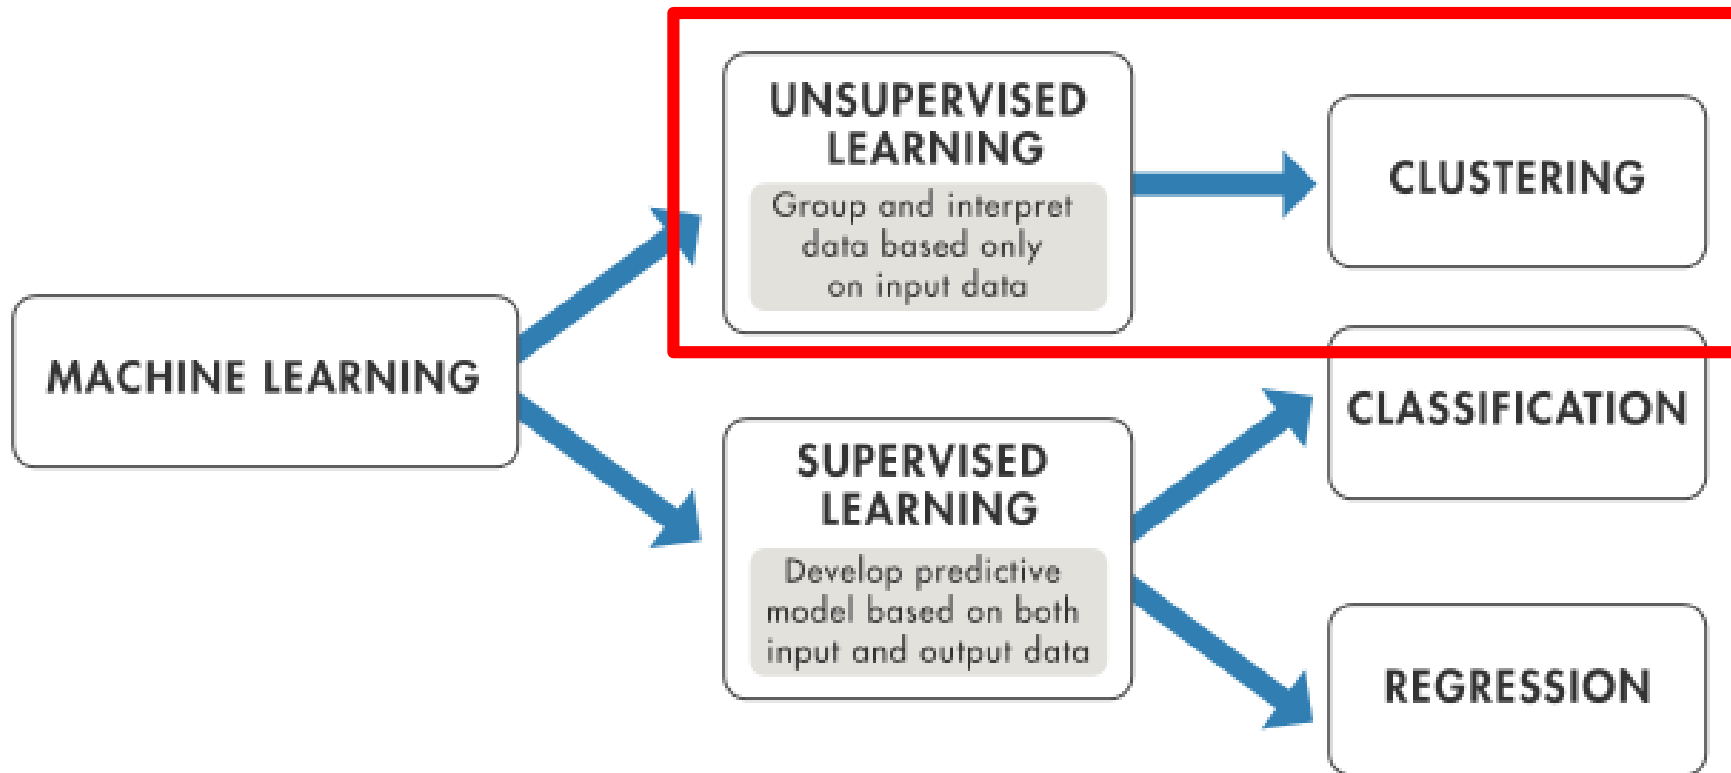 MACHINE LEARNING
UNSUPERVISED
LEARNING
Group and interpret
data based only
on input data
CLUSTERING
SUPERVISED
LEARNING
Develop predictive
model based on both
input and output data
CLASSIFICATION
REGRESSION